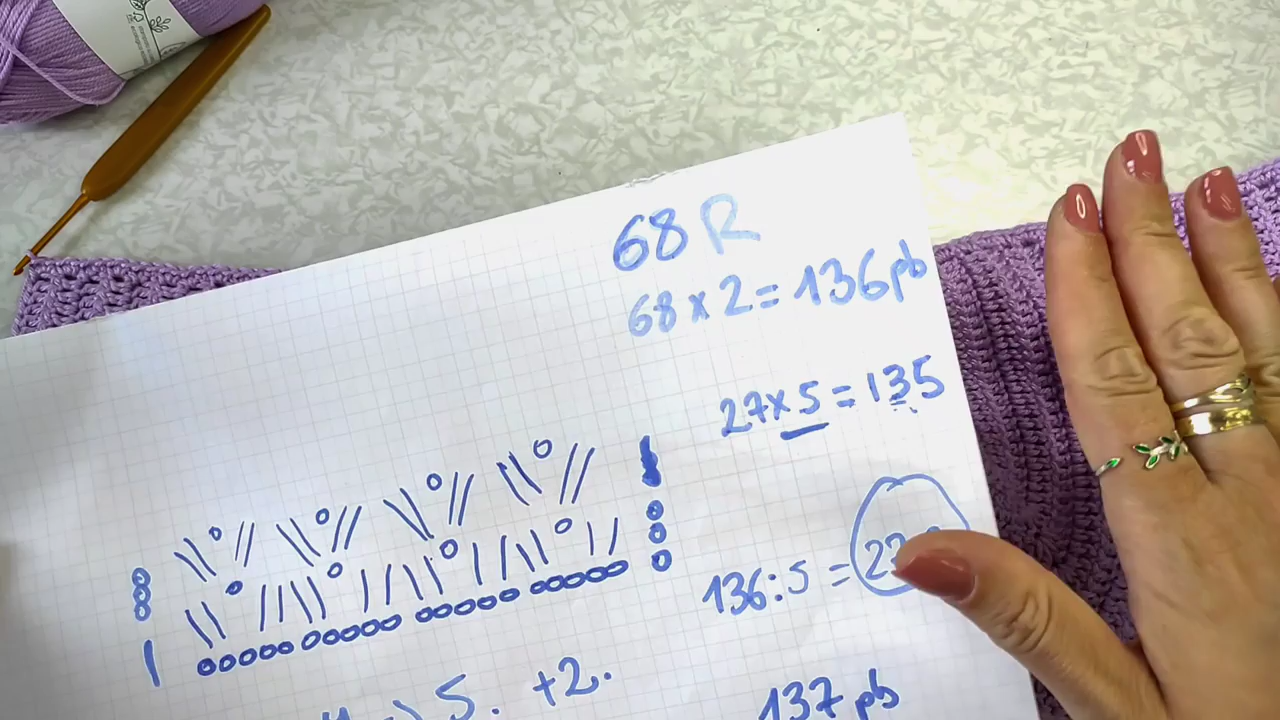 68 R
68 x 2 = 136 pb
27 x 5 = 135
136 : 5 =
5. +2.
137 pb